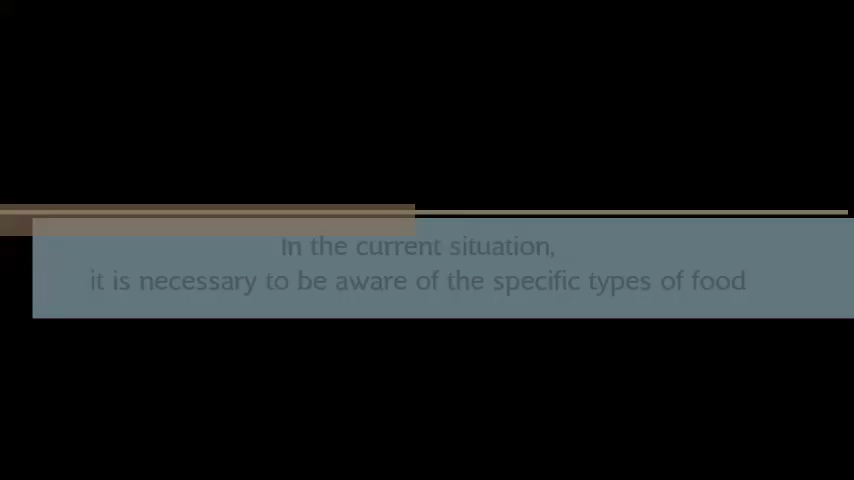 In the current situation,
it is necessary to be aware of the specific types of food